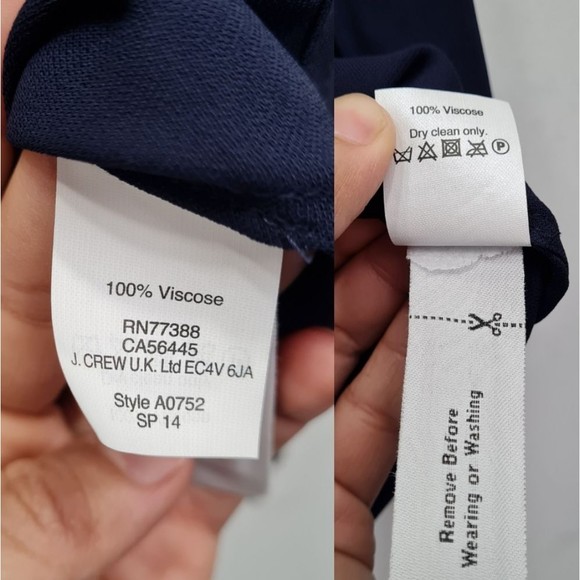 100% Viscose
RN77388
CA56445
J. CREW U.K. Ltd EC4V 6JA
Style A0752
SP 14
100% Viscose
Dry clean only.
P
Remove Before
Wearing or Washing